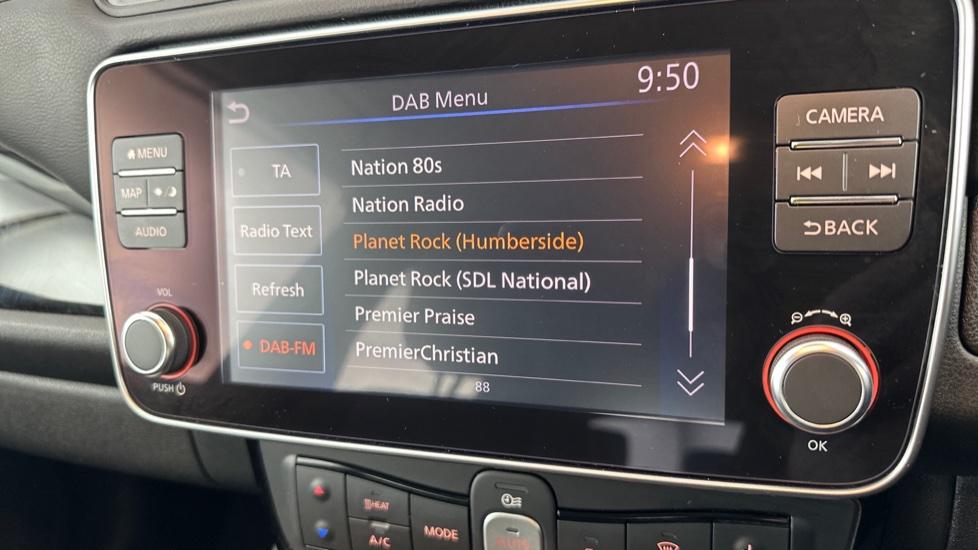 DAB Menu
9:50
TA
Radio Text
Refresh
DAB-FM
Nation 80s
Nation Radio
Planet Rock (Humberside)
Planet Rock (SDL National)
Premier Praise
PremierChristian
88
MENU
MAP
AUDIO
VOL
PUSH
CAMERA
BACK
OK
HEAT
A/C
MODE